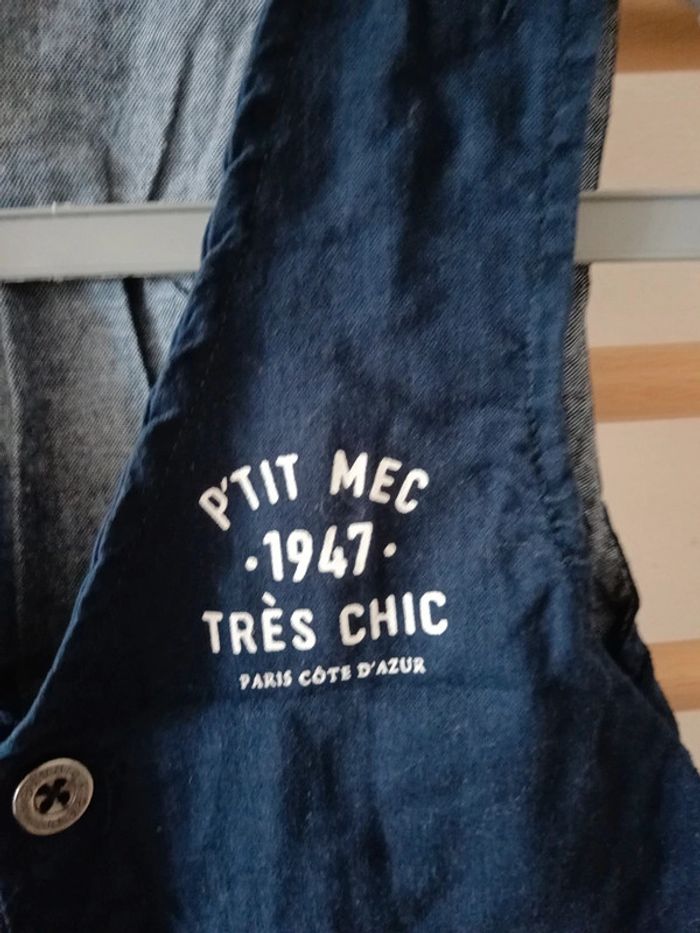 P'TIT MEC
·1947·
TRÈS CHIC
PARIS CÔTE D'AZUR